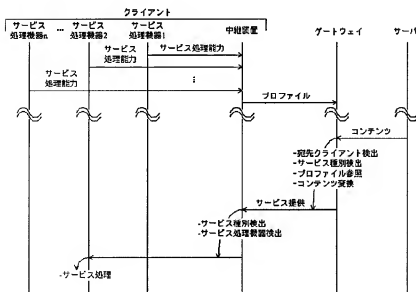 クライアント
サービス サービス サービス
処理機器n … 処理機器2 処理機器1 中継装置 ゲートウェイ サーバ
サービス処理能力
サービス
処理能力
サービス
処理能力
⋮
プロファイル
コンテンツ
-宛先クライアント検出
-サービス種別検出
-プロファイル参照
-コンテンツ変換
サービス提供
-サービス種別検出
-サービス処理機器検出
-サービス処理